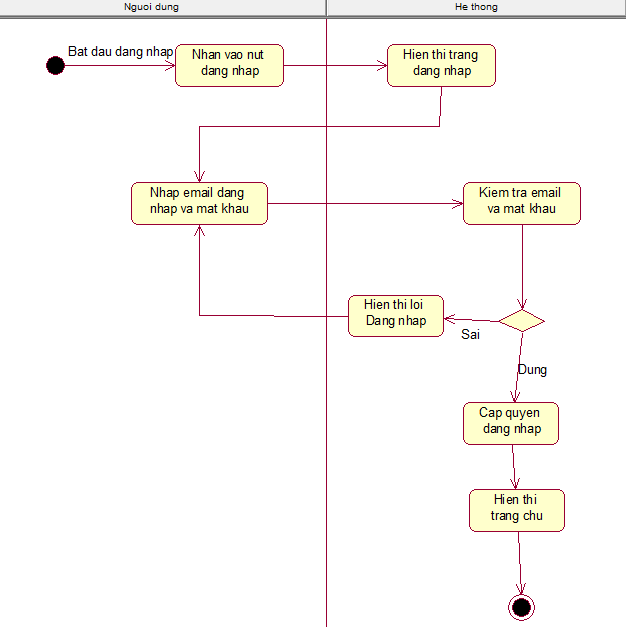 Nguoi dung
He thong
Bat dau dang nhap
Nhan vao nut
dang nhap
Hien thi trang
dang nhap
Nhap email dang
nhap va mat khau
Kiem tra email
va mat khau
Hien thi loi
Dang nhap
Sai
Dung
Cap quyen
dang nhap
Hien thi
trang chu